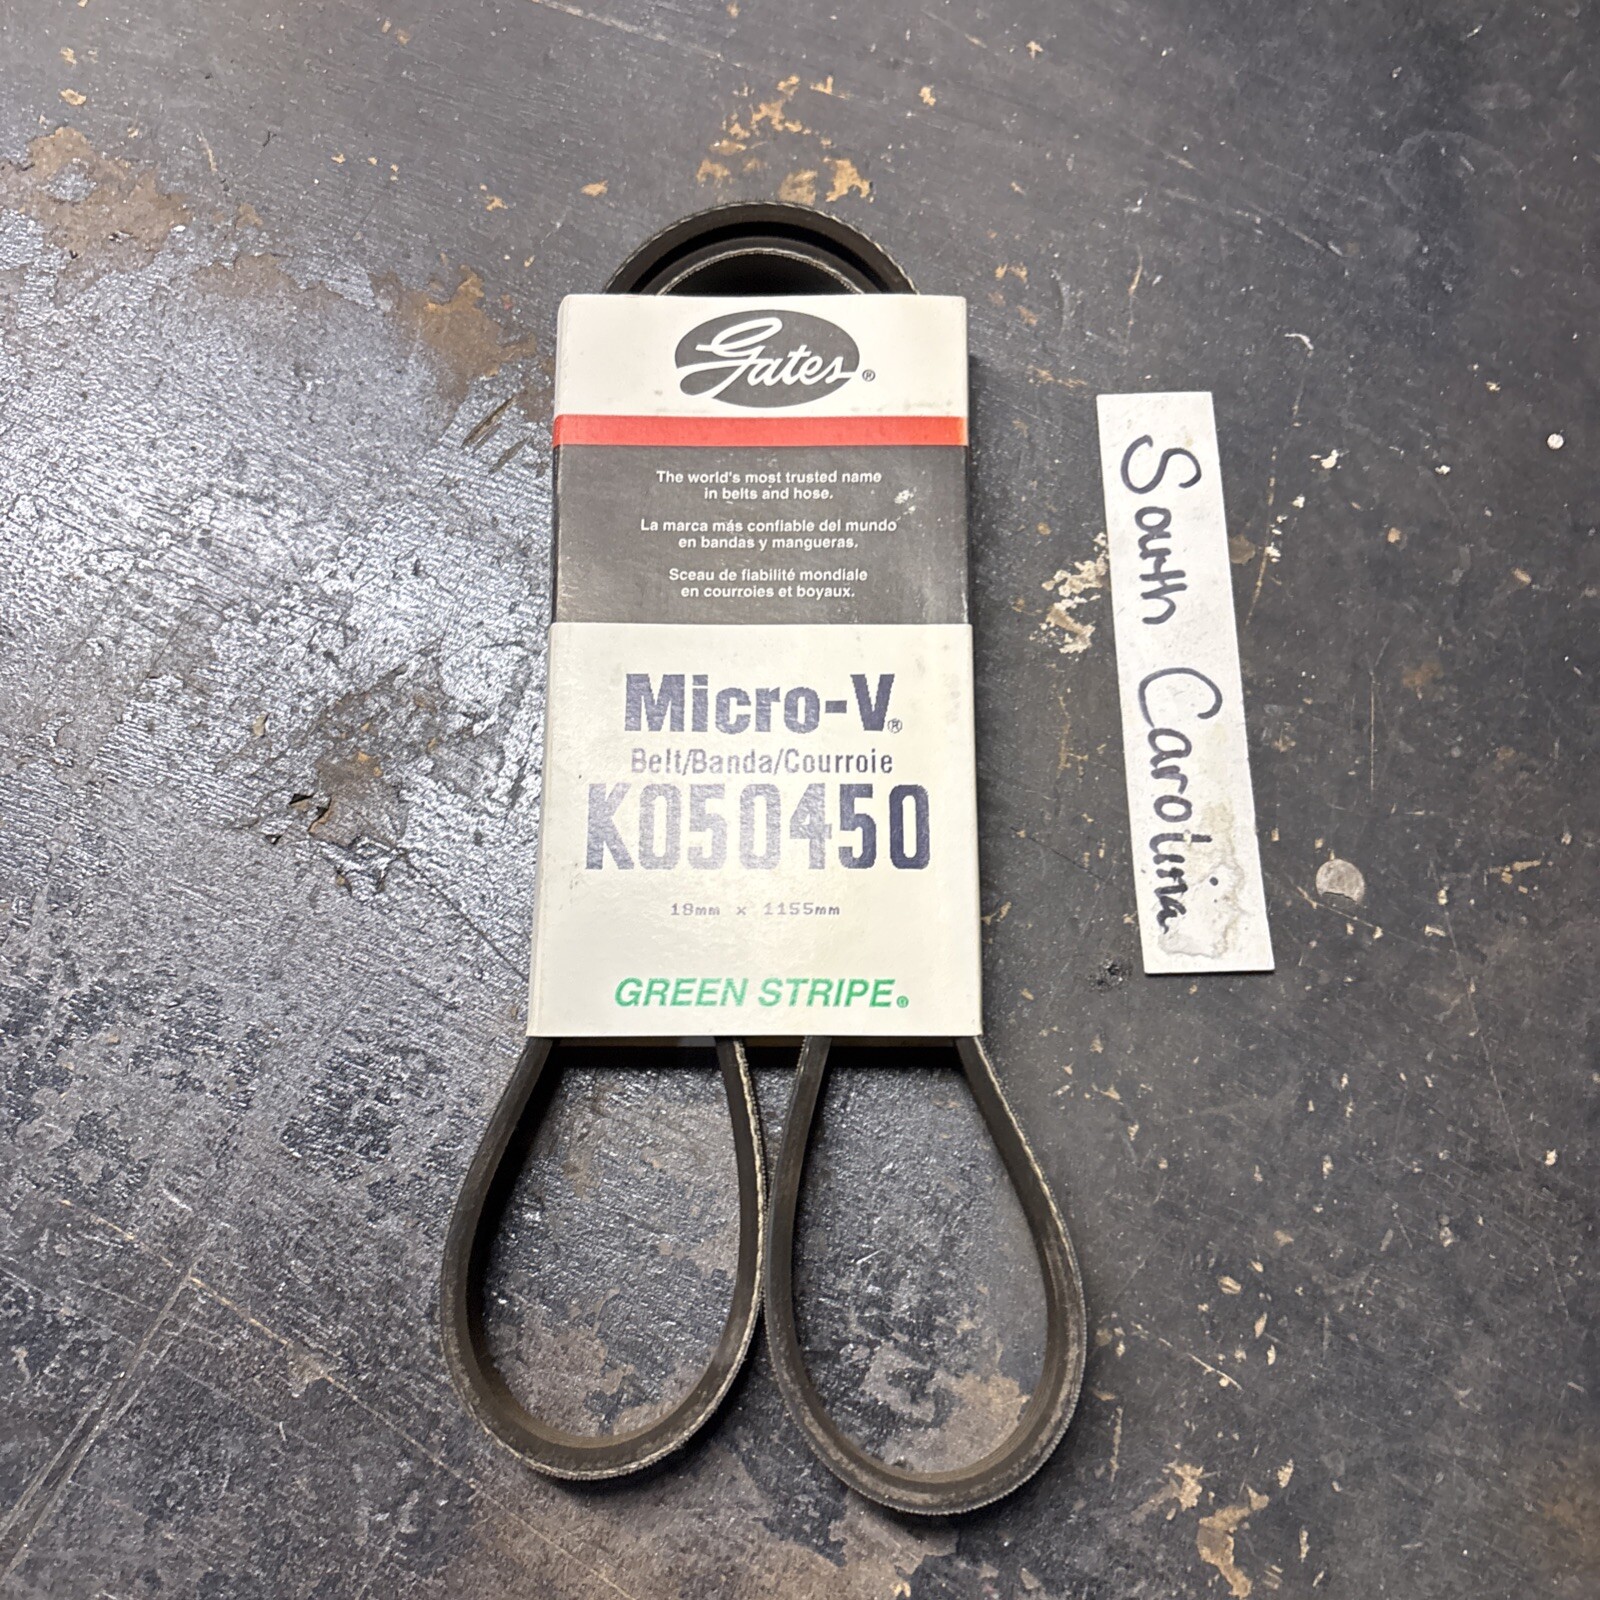 Gates®
The world's most trusted name
in belts and hose.
La marca más confiable del mundo
en bandas y mangueras.
Sceau de fiabilité mondiale
en courroies et boyaux.
Micro-V®
Belt/Banda/Courroie
K050450
18mm x 1155mm
GREEN STRIPE®
South Carolina